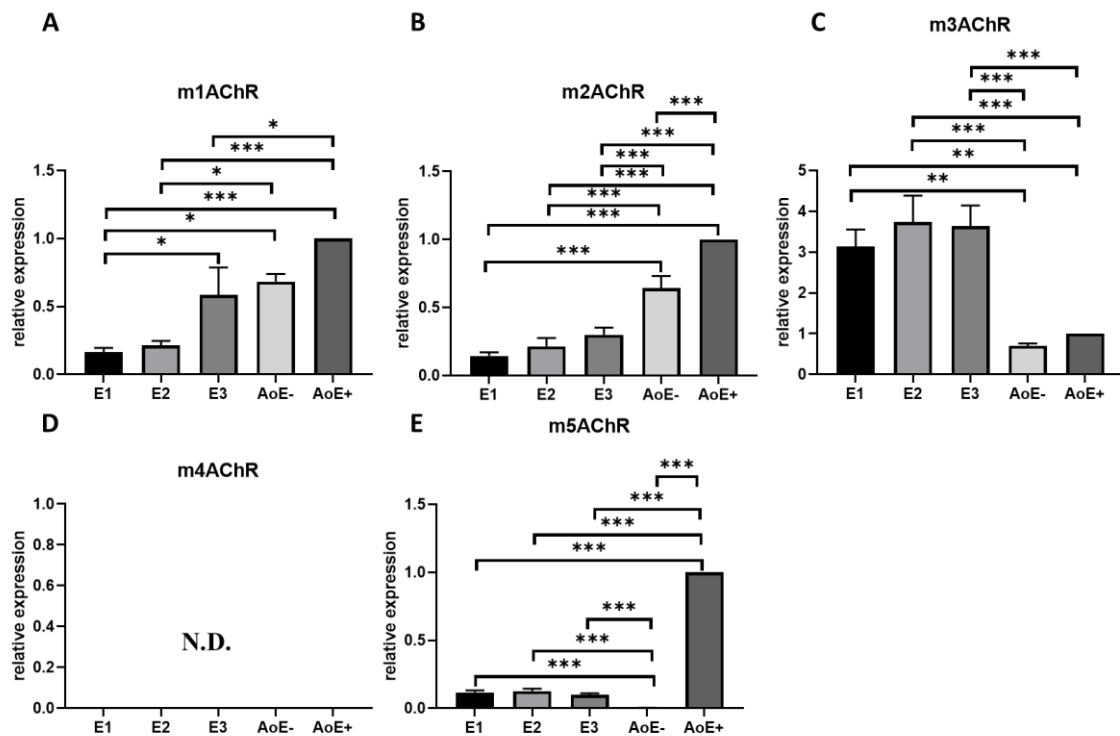 A
m1AChR
*
***
*
***
*
*
relative expression
1.5
1.0
0.5
0.0
E1 E2 E3 AoE- AoE+
B
m2AChR
***
***
***
***
***
***
***
relative expression
1.5
1.0
0.5
0.0
E1 E2 E3 AoE- AoE+
C
m3AChR
***
***
***
***
**
**
relative expression
5
4
3
2
1
0
E1 E2 E3 AoE- AoE+
D
m4AChR
relative expression
1.0
0.8
0.6
0.4
0.2
0.0
N.D.
E1 E2 E3 AoE- AoE+
E
m5AChR
***
***
***
***
***
***
***
relative expression
1.5
1.0
0.5
0.0
E1 E2 E3 AoE- AoE+